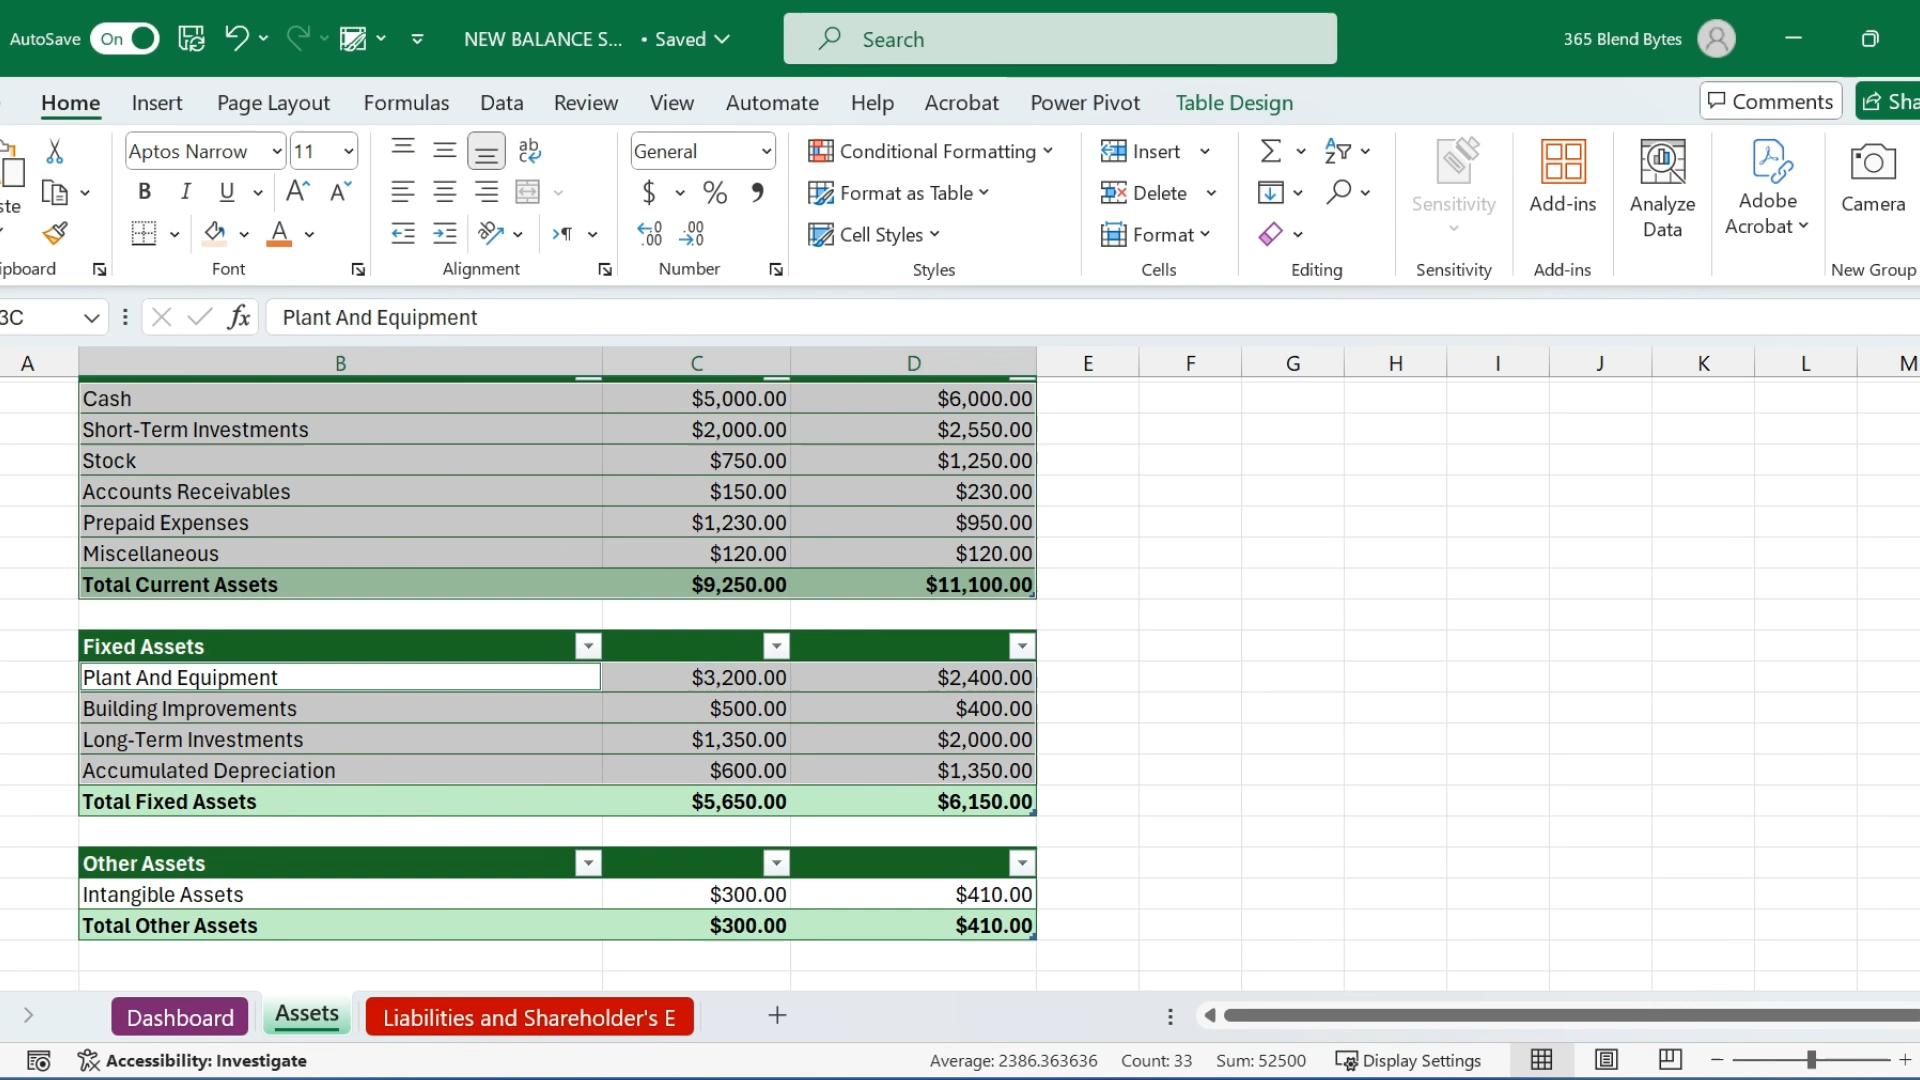 AutoSave On NEW BALANCE S... • Saved Search 365 Blend Bytes
Home Insert Page Layout Formulas Data Review View Automate Help Acrobat Power Pivot Table Design Comments Sha
Aptos Narrow 11 General Conditional Formatting Insert
B I U Format as Table Delete
Cell Styles Format
Sensitivity Add-ins Analyze Data Adobe Acrobat Camera
Font Alignment Number Styles Cells Editing Sensitivity Add-ins New Group
3C fx Plant And Equipment
A B C D E F G H I J K L M
Cash $5,000.00 $6,000.00
Short-Term Investments $2,000.00 $2,550.00
Stock $750.00 $1,250.00
Accounts Receivables $150.00 $230.00
Prepaid Expenses $1,230.00 $950.00
Miscellaneous $120.00 $120.00
Total Current Assets $9,250.00 $11,100.00
Fixed Assets
Plant And Equipment $3,200.00 $2,400.00
Building Improvements $500.00 $400.00
Long-Term Investments $1,350.00 $2,000.00
Accumulated Depreciation $600.00 $1,350.00
Total Fixed Assets $5,650.00 $6,150.00
Other Assets
Intangible Assets $300.00 $410.00
Total Other Assets $300.00 $410.00
Dashboard Assets Liabilities and Shareholder's E
Accessibility: Investigate Average: 2386.363636 Count: 33 Sum: 52500 Display Settings